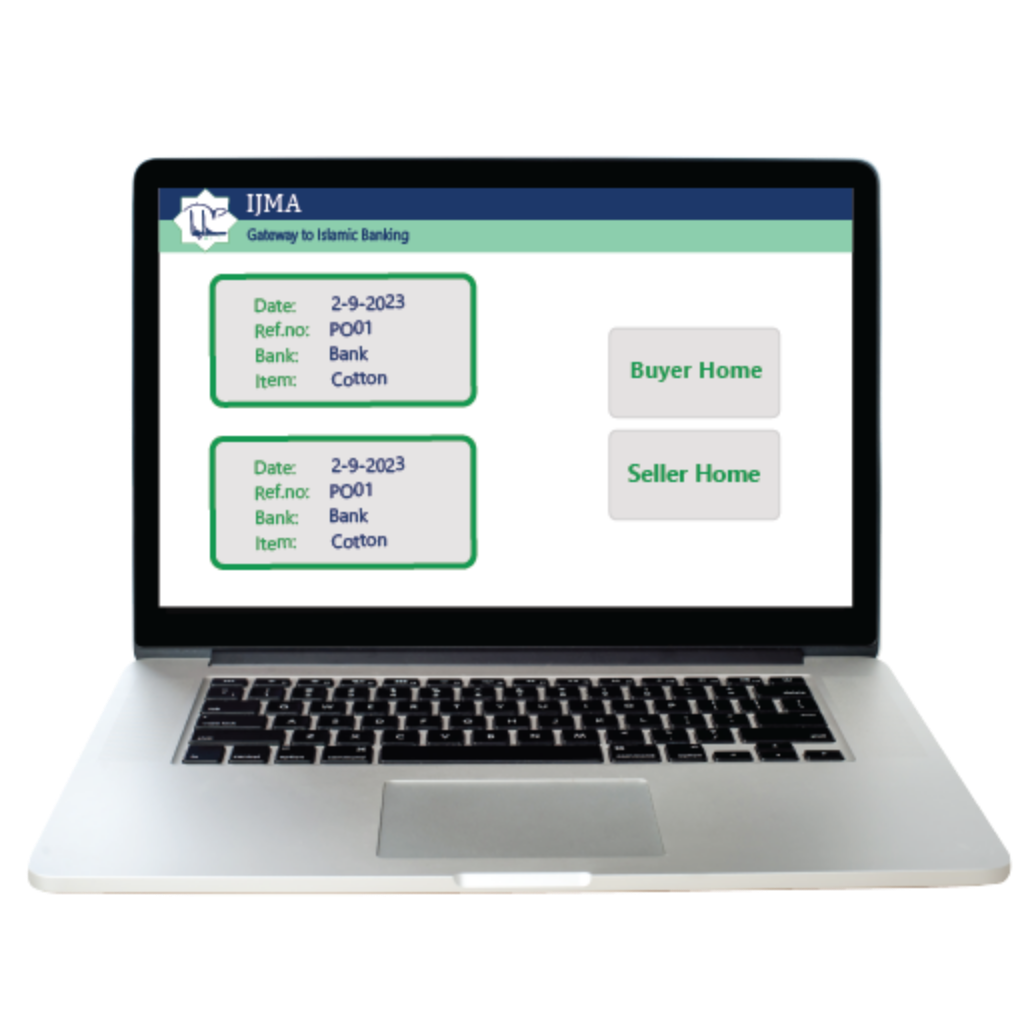 IJMA
Gateway to Islamic Banking
Date: 2-9-2023
Ref.no: PO01
Bank: Bank
Item: Cotton
Date: 2-9-2023
Ref.no: PO01
Bank: Bank
Item: Cotton
Buyer Home
Seller Home